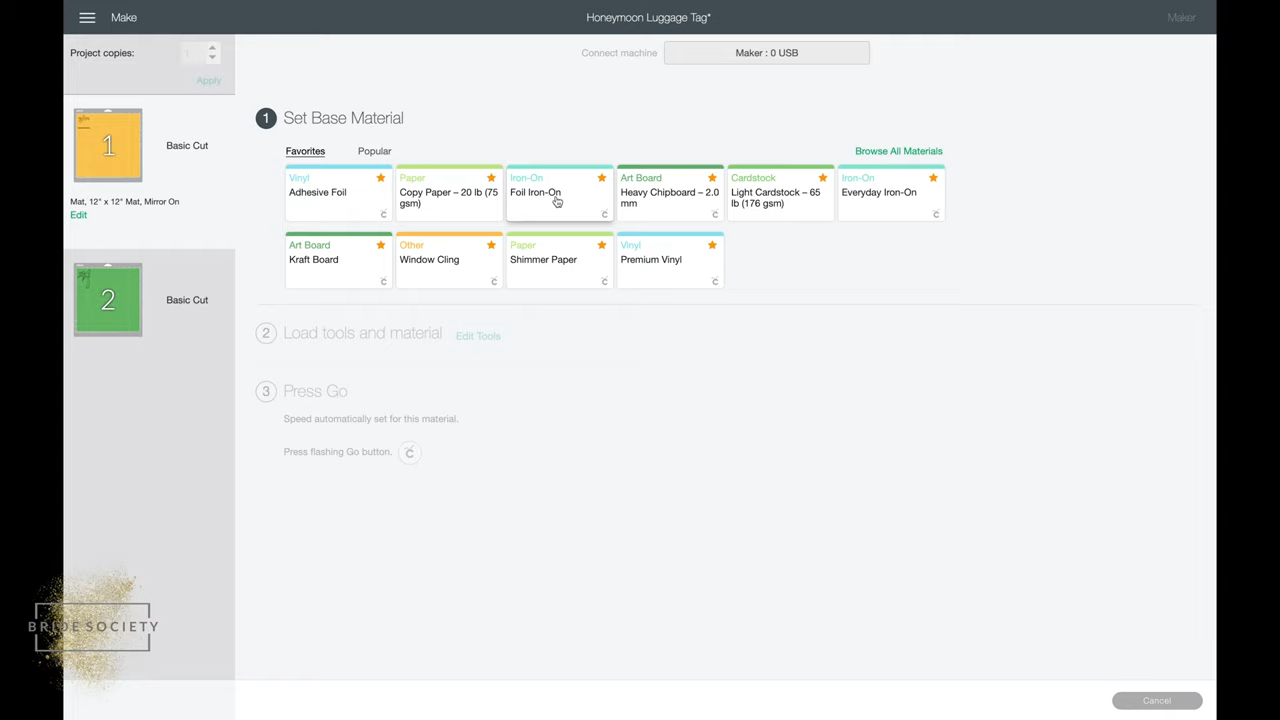 Make
Honeymoon Luggage Tag*
Maker
Project copies:
1
Apply
Connect machine
Maker : 0 USB
1
Basic Cut
Mat, 12" x 12" Mat, Mirror On
Edit
2
Basic Cut
1 Set Base Material
Favorites
Popular
Browse All Materials
Vinyl
Adhesive Foil
Paper
Copy Paper – 20 lb (75
gsm)
Iron-On
Foil Iron-On
Art Board
Heavy Chipboard – 2.0
mm
Cardstock
Light Cardstock – 65
lb (176 gsm)
Iron-On
Everyday Iron-On
Art Board
Kraft Board
Other
Window Cling
Paper
Shimmer Paper
Vinyl
Premium Vinyl
2 Load tools and material Edit Tools
3 Press Go
Speed automatically set for this material.
Press flashing Go button.
BRIDE SOCIETY
Cancel